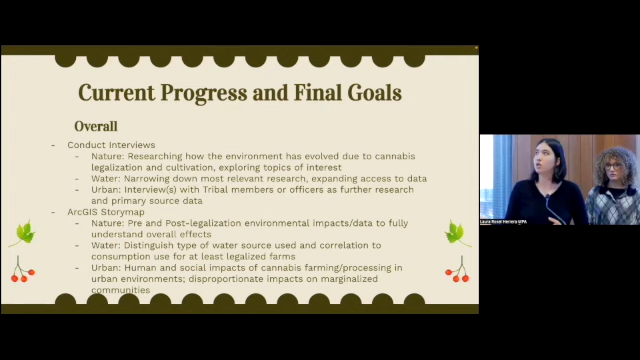 Current Progress and Final Goals
Overall
- Conduct Interviews
- Nature: Researching how the environment has evolved due to cannabis
legalization and cultivation, exploring topics of interest
- Water: Narrowing down most relevant research, expanding access to data
- Urban: Interview(s) with Tribal members or officers as further research
and primary source data
- ArcGIS Storymap
- Nature: Pre and Post-legalization environmental impacts/data to fully
understand overall effects
- Water: Distinguish type of water source used and correlation to
consumption use for at least legalized farms
- Urban: Human and social impacts of cannabis farming/processing in
urban environments; disproportionate impacts on marginalized
communities
Laura Reed Herrera MPA